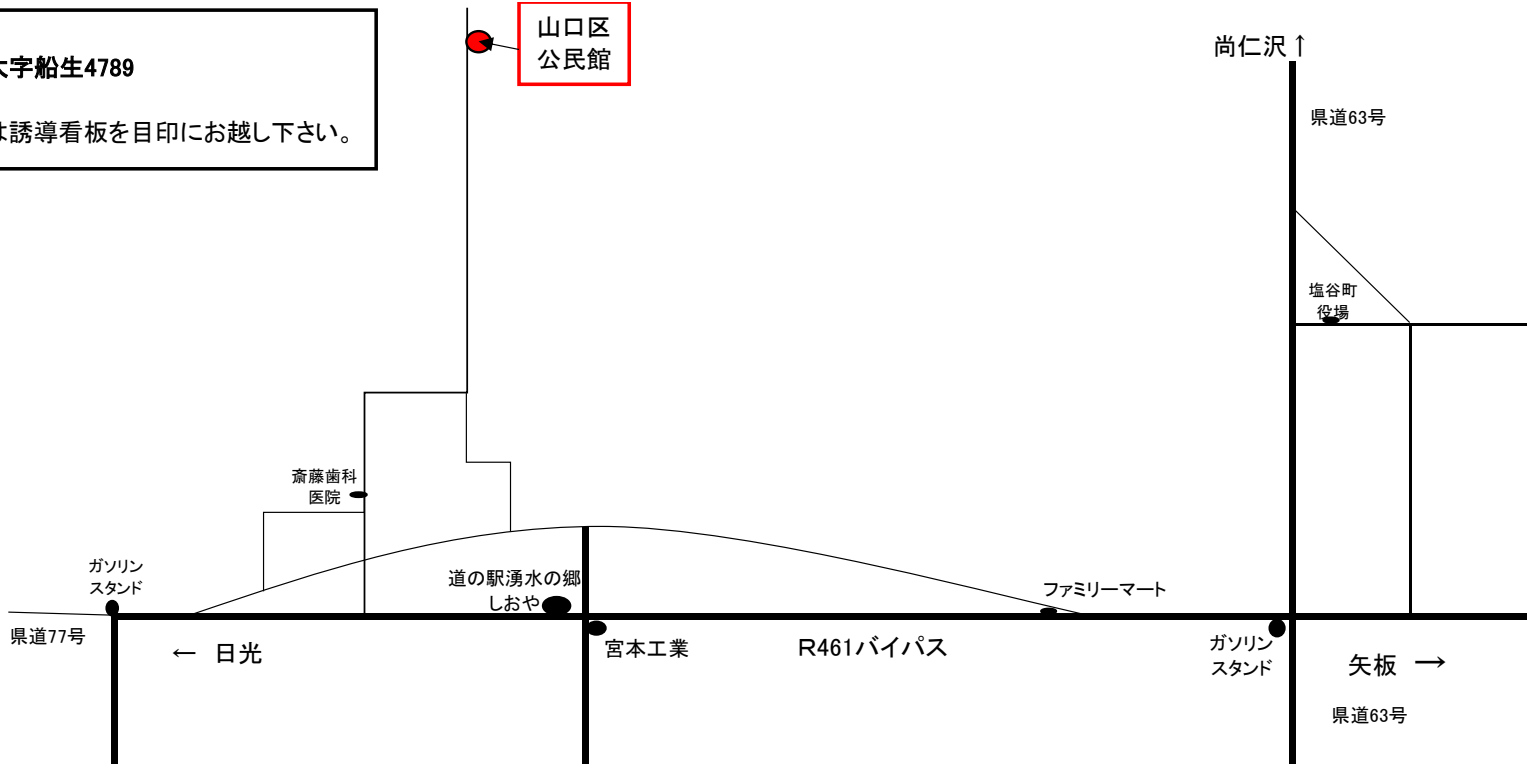 大字船生4789
は誘導看板を目印にお越し下さい。
山口区
公民館
尚仁沢↑
県道63号
塩谷町
役場
斎藤歯科
医院
ガソリン
スタンド
道の駅湧水の郷
しおや
ファミリーマート
県道77号
← 日光
宮本工業
R461バイパス
ガソリン
スタンド
矢板 →
県道63号